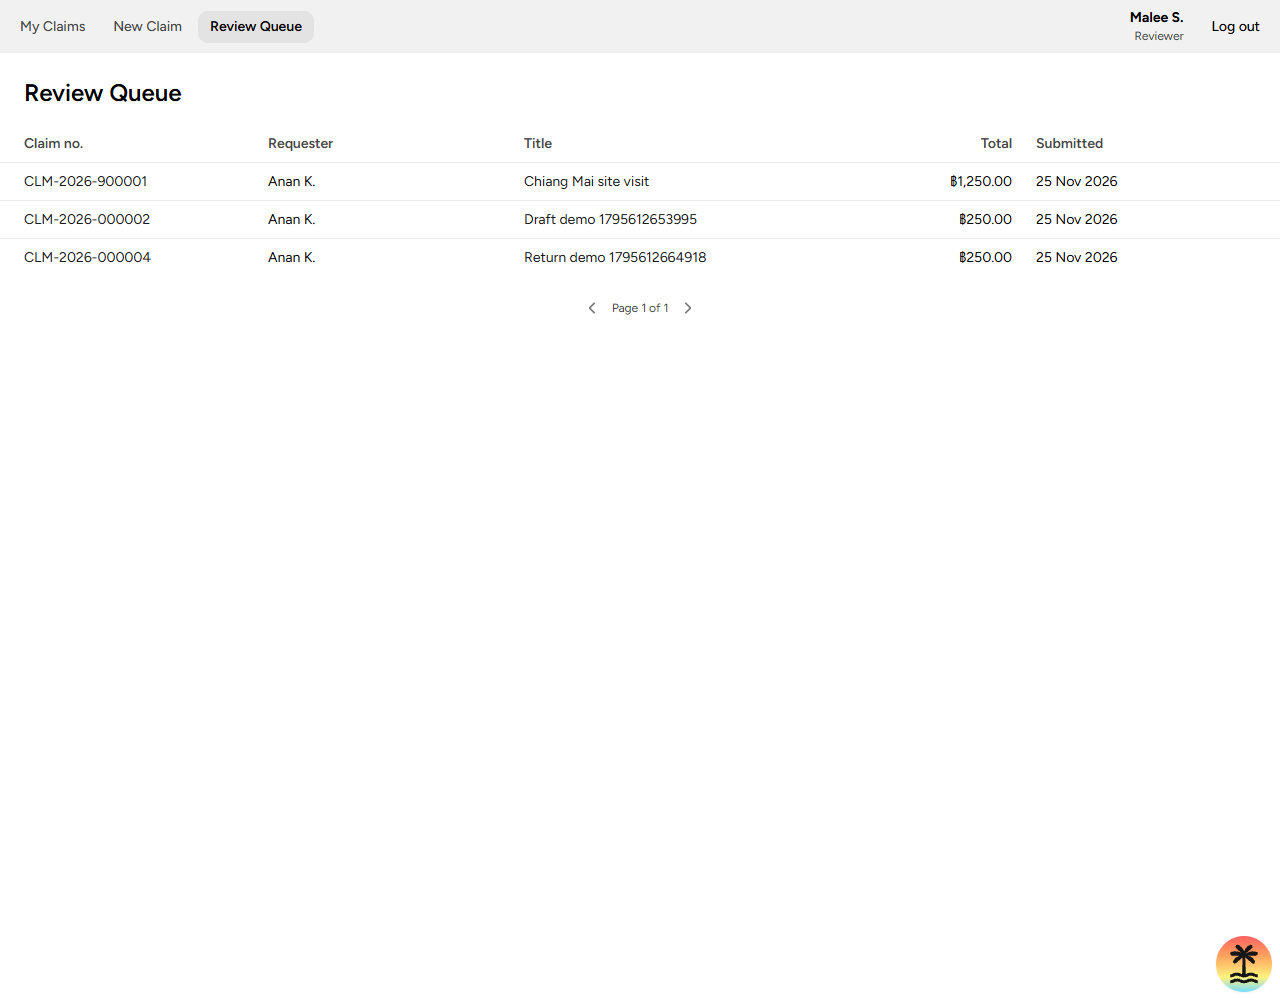 My Claims New Claim Review Queue Malee S. Log out
Reviewer
Review Queue
Claim no. Requester Title Total Submitted
CLM-2026-900001 Anan K. Chiang Mai site visit ฿1,250.00 25 Nov 2026
CLM-2026-000002 Anan K. Draft demo 1795612653995 ฿250.00 25 Nov 2026
CLM-2026-000004 Anan K. Return demo 1795612664918 ฿250.00 25 Nov 2026
Page 1 of 1